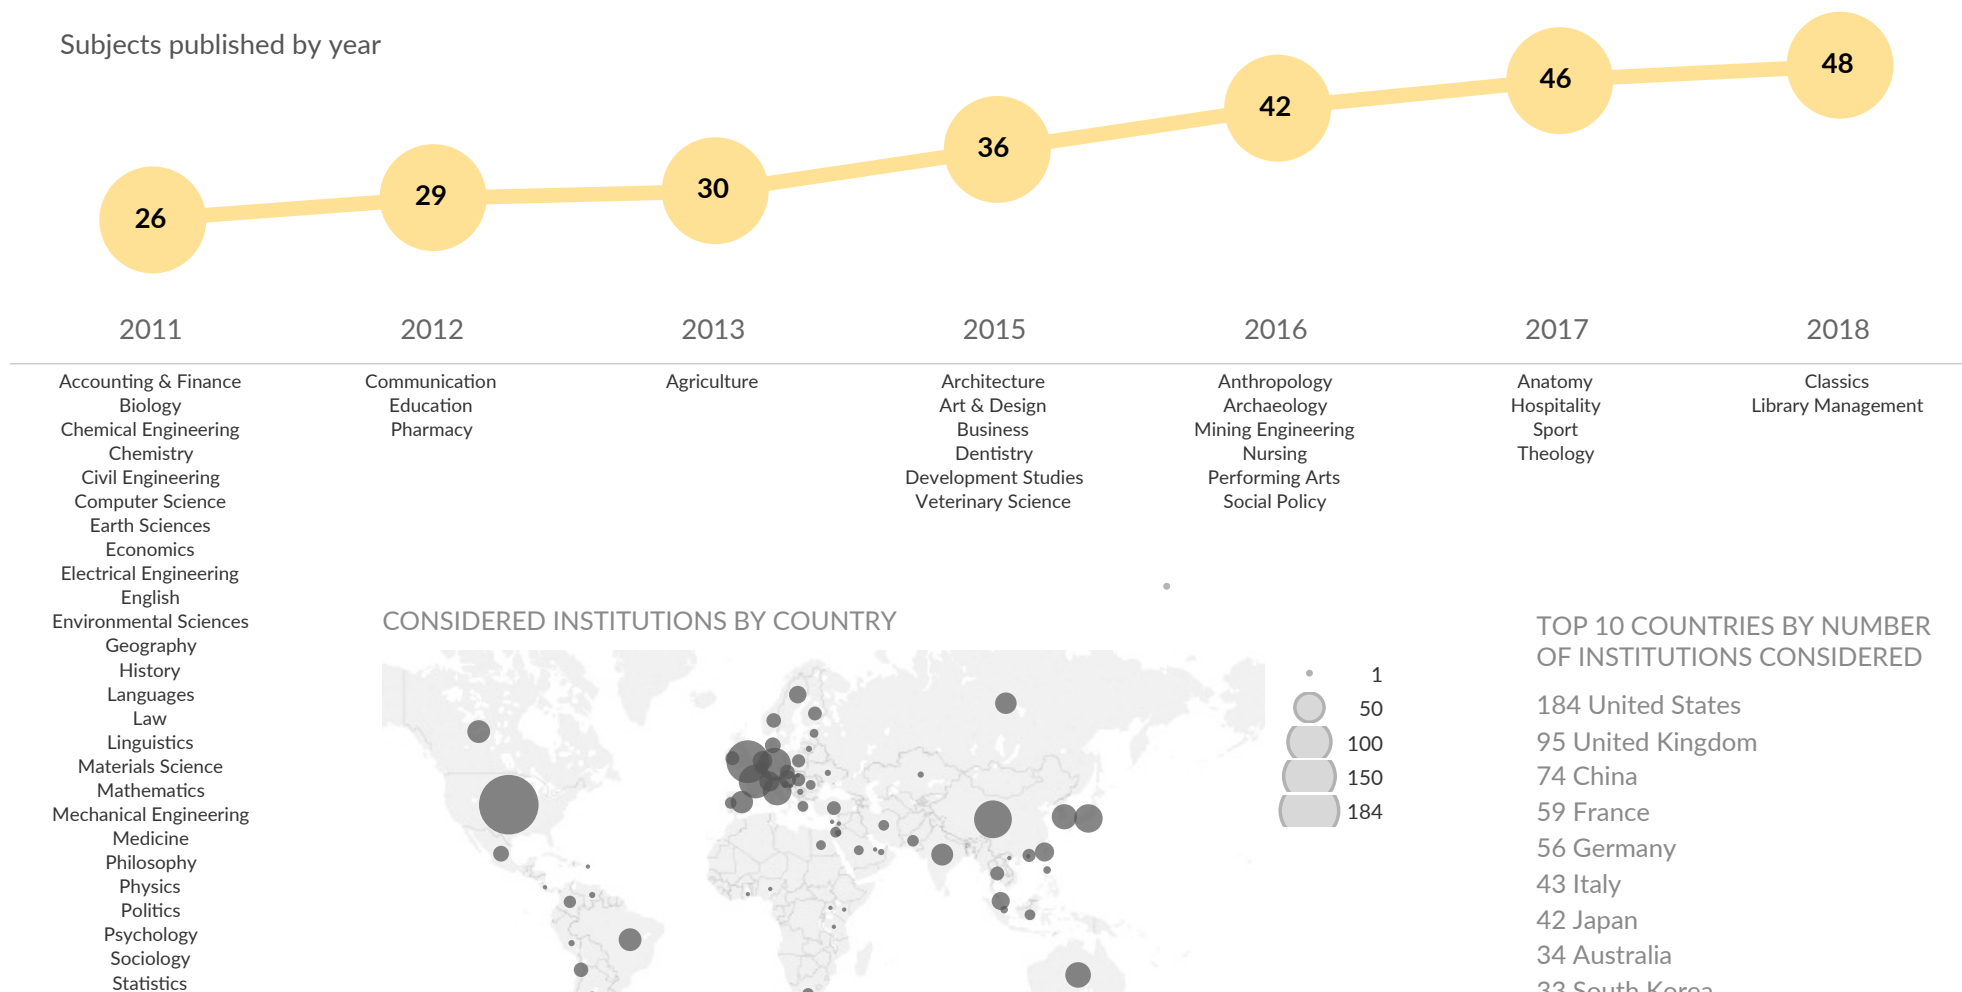 Subjects published by year
26
29
30
36
42
46
48
2011
2012
2013
2015
2016
2017
2018
Accounting & Finance
Biology
Chemical Engineering
Chemistry
Civil Engineering
Computer Science
Earth Sciences
Economics
Electrical Engineering
English
Environmental Sciences
Geography
History
Languages
Law
Linguistics
Materials Science
Mathematics
Mechanical Engineering
Medicine
Philosophy
Physics
Politics
Psychology
Sociology
Statistics
Communication
Education
Pharmacy
Agriculture
Architecture
Art & Design
Business
Dentistry
Development Studies
Veterinary Science
Anthropology
Archaeology
Mining Engineering
Nursing
Performing Arts
Social Policy
Anatomy
Hospitality
Sport
Theology
Classics
Library Management
CONSIDERED INSTITUTIONS BY COUNTRY
1
50
100
150
184
TOP 10 COUNTRIES BY NUMBER
OF INSTITUTIONS CONSIDERED
184 United States
95 United Kingdom
74 China
59 France
56 Germany
43 Italy
42 Japan
34 Australia
33 South Korea